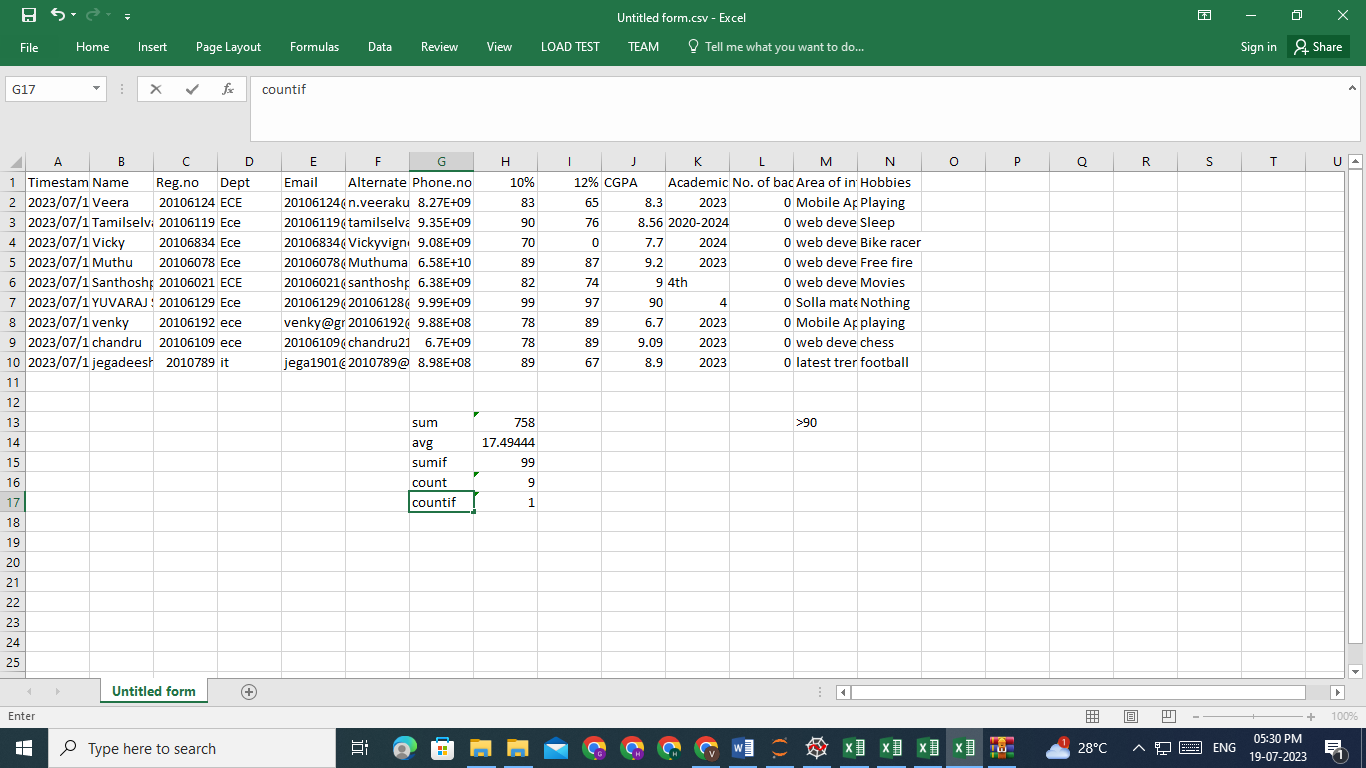 Untitled form.csv - Excel
File Home Insert Page Layout Formulas Data Review View LOAD TEST TEAM Tell me what you want to do... Sign in Share
G17 fx countif
A B C D E F G H I J K L M N O P Q R S T U
1 Timestam Name Reg.no Dept Email Alternate Phone.no 10% 12% CGPA Academic No. of bac Area of in Hobbies
2 2023/07/1 Veera 20106124 ECE 20106124@ n.veeraku 8.27E+09 83 65 8.3 2023 0 Mobile Ap Playing
3 2023/07/1 Tamilselva 20106119 Ece 20106119@ tamilselva 9.35E+09 90 76 8.56 2020-2024 0 web deve Sleep
4 2023/07/1 Vicky 20106834 Ece 20106834@ Vickyvign 9.08E+09 70 0 7.7 2024 0 web deve Bike racer
5 2023/07/1 Muthu 20106078 Ece 20106078@ Muthuma 6.58E+10 89 87 9.2 2023 0 web deve Free fire
6 2023/07/1 Santhoshp 20106021 ECE 20106021@ santhoshp 6.38E+09 82 74 9 4th 0 web deve Movies
7 2023/07/1 YUVARAJ S 20106129 Ece 20106129@ 20106128@ 9.99E+09 99 97 90 4 0 Solla mate Nothing
8 2023/07/1 venky 20106192 ece venky@gr 20106192@ 9.88E+08 78 89 6.7 2023 0 Mobile Ap playing
9 2023/07/1 chandru 20106109 ece 20106109@ chandru21 6.7E+09 78 89 9.09 2023 0 web deve chess
10 2023/07/1 jegadeesh 2010789 it jega1901@ 2010789@ 8.98E+08 89 67 8.9 2023 0 latest trer football
11
12
13 sum 758 >90
14 avg 17.49444
15 sumif 99
16 count 9
17 countif 1
18
19
20
21
22
23
24
25
Untitled form
Enter 100%
Type here to search 28°C ENG 05:30 PM
19-07-2023